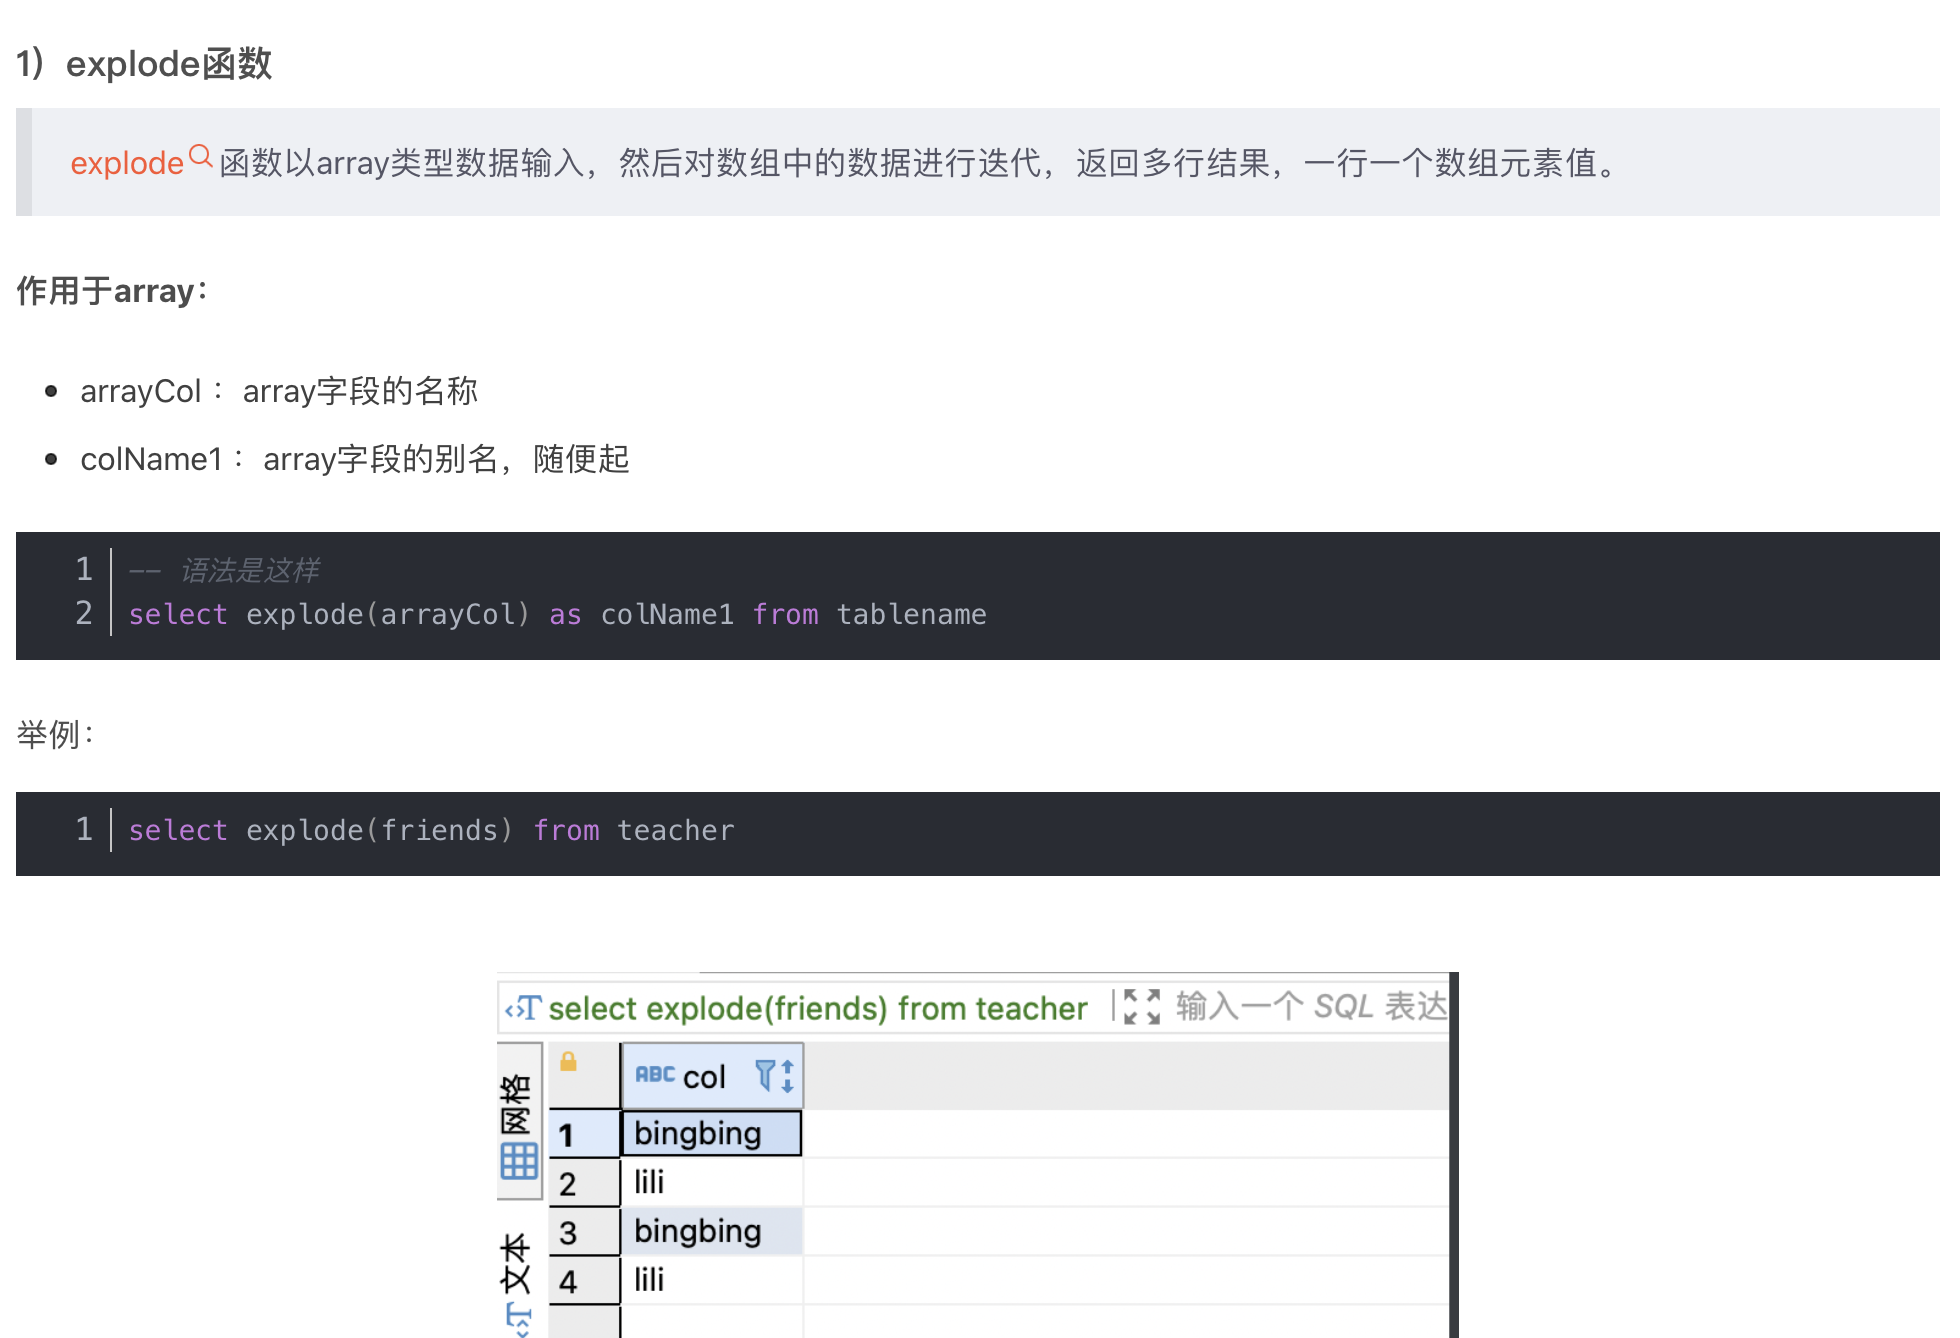 1）explode函数
explode函数以array类型数据输入，然后对数组中的数据进行迭代，返回多行结果，一行一个数组元素值。
作用于array：
arrayCol： array字段的名称
colName1： array字段的别名，随便起
1 -- 语法是这样
2 select explode(arrayCol) as colName1 from tablename
举例：
1 select explode(friends) from teacher
select explode(friends) from teacher 输入一个 SQL 表达
网格
ABC col
1 bingbing
2 lili
3 bingbing
文本
4 lili